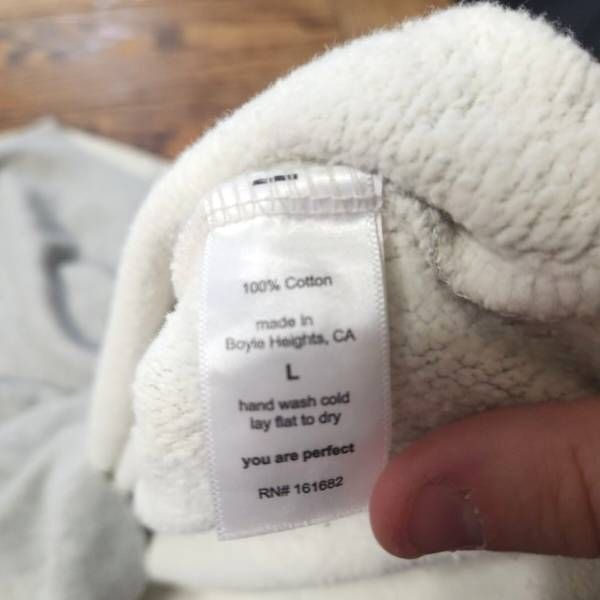 100% Cotton
made in
Boyle Heights, CA
L
hand wash cold
lay flat to dry
you are perfect
RN# 161682